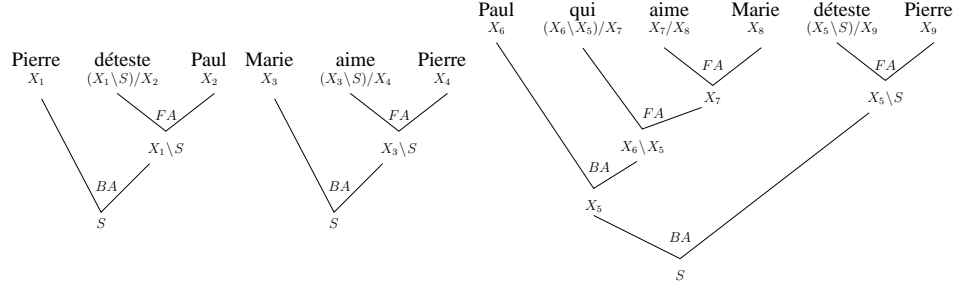 Paul qui aime Marie déteste Pierre
X₆ (X₆\X₅)/X₇ X₇/X₈ X₈ (X₅\S)/X₉ X₉
Pierre déteste Paul Marie aime Pierre
X₁ (X₁\S)/X₂ X₂ X₃ (X₃\S)/X₄ X₄
FA FA
X₇ X₅\S
FA FA FA
X₁\S X₃\S X₆\X₅
BA BA BA
X₅
S S
BA
S